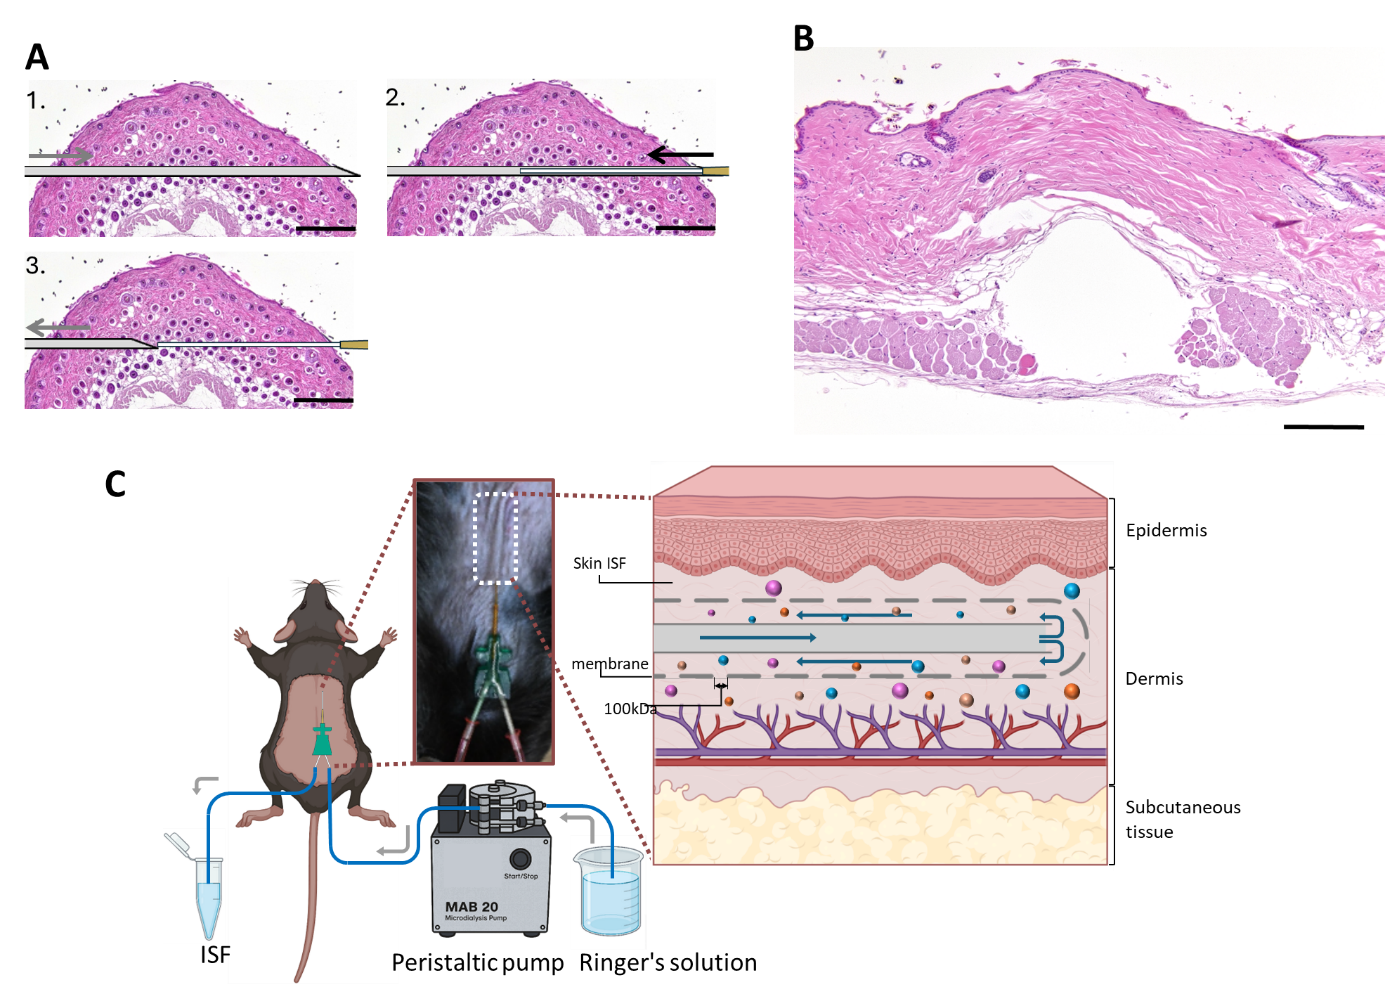 A
1.
2.
3.
B
C
Skin ISF
membrane
100kDa
Epidermis
Dermis
Subcutaneous
tissue
Start/Stop
MAB 20
Microdialysis Pump
ISF
Peristaltic pump
Ringer's solution